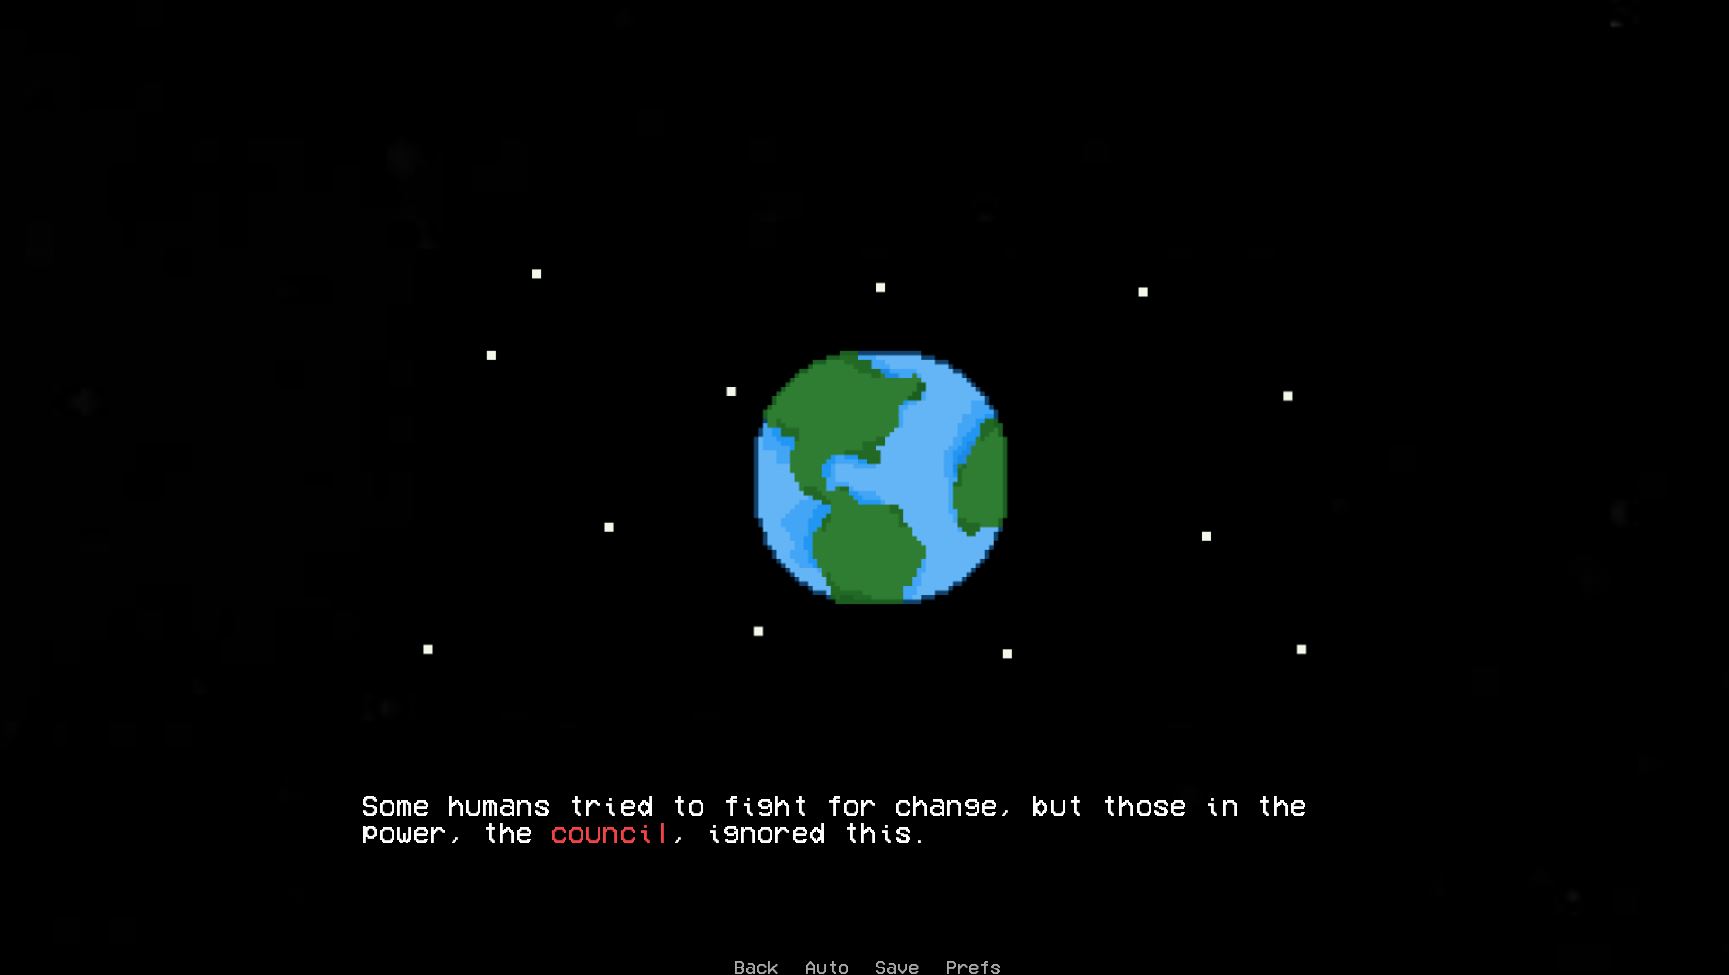 Some humans tried to fight for change, but those in the
power, the council, ignored this.
Back Auto Save Prefs